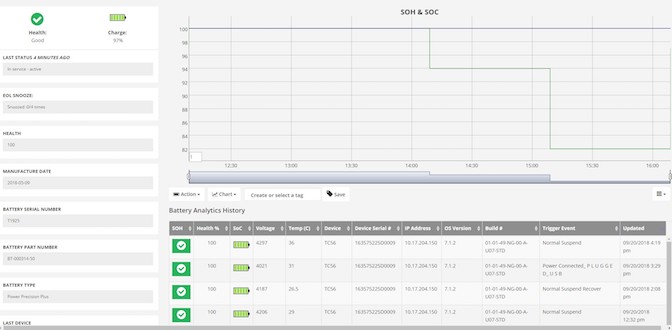 Health:
Good
Charge:
97%
LAST STATUS 4 MINUTES AGO
In service - active
EOL SNOOZE:
Snoozed 0/4 times
HEALTH
100
MANUFACTURE DATE
2018-05-08
BATTERY SERIAL NUMBER
T1823
BATTERY PART NUMBER
BT-000314-50
BATTERY TYPE
Power Precision Plus
LAST DEVICE
SOH & SOC
100
98
96
94
92
90
88
86
84
82
12:30 13:00 13:30 14:00 14:30 15:00 15:30 16:00
Action Chart Create or select a tag Save
Battery Analytics History
SOH Health % SoC Voltage Temp (C) Device Device Serial # IP Address OS Version Build # Trigger Event Updated
100 4297 36 TC56 16357522SD0009 10.17.204.150 7.1.2 01-01-49-NG-00-A-U07-STD Normal Suspend 09/20/2018 4:19 pm
100 4021 31 TC56 16357522SD0009 10.17.204.150 7.1.2 01-01-49-NG-00-A-U07-STD Power Connected_PLUGGED_USB 09/20/2018 3:29 pm
100 4187 26.5 TC56 16357522SD0009 10.17.204.150 7.1.2 01-01-49-NG-00-A-U07-STD Normal Suspend Recover 09/20/2018 2:08 pm
100 4206 29 TC56 16357522SD0009 10.17.204.150 7.1.2 01-01-49-NG-00-A-U07-STD Normal Suspend 09/20/2018 12:32 pm